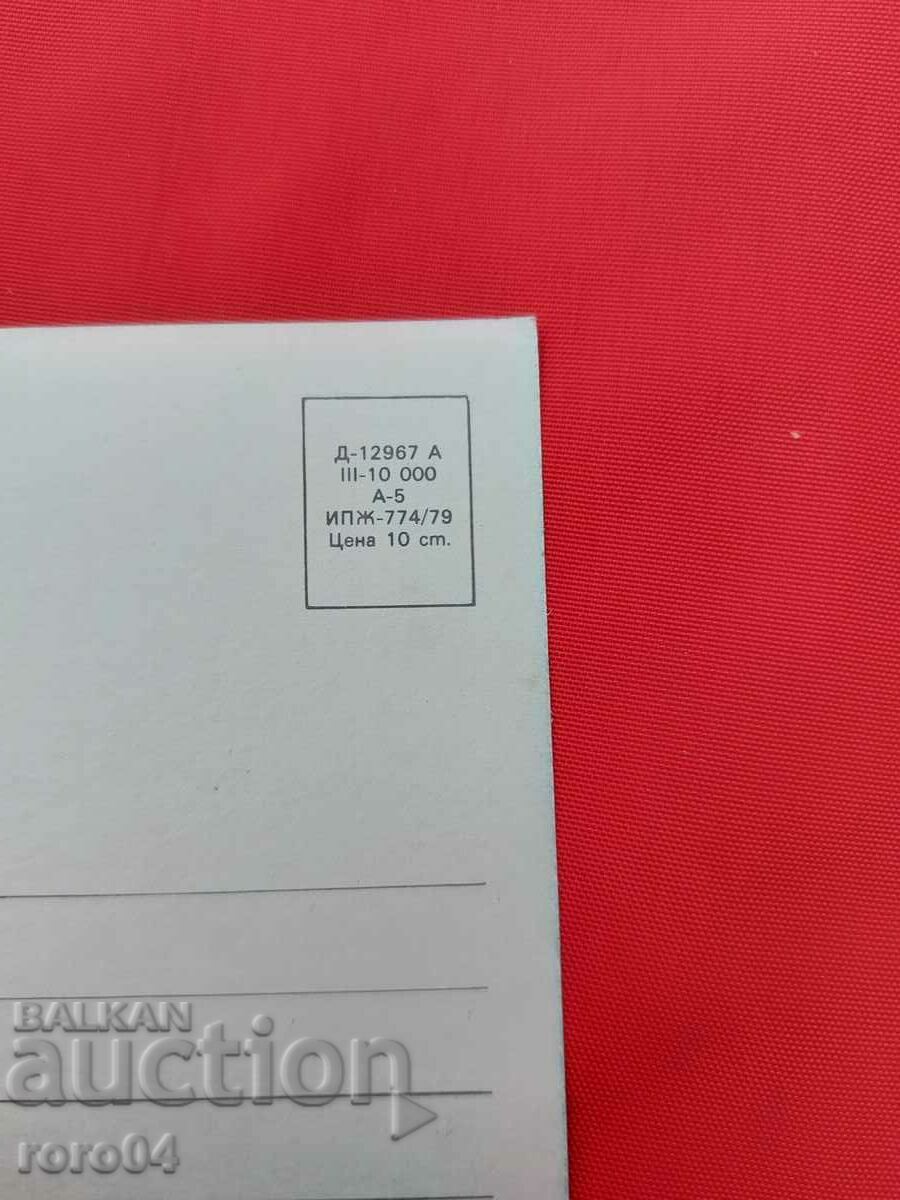 Д-12967 А
III-10 000
А-5
ИПЖ-774/79
Цена 10 ст.
BALKAN
auction
roro04